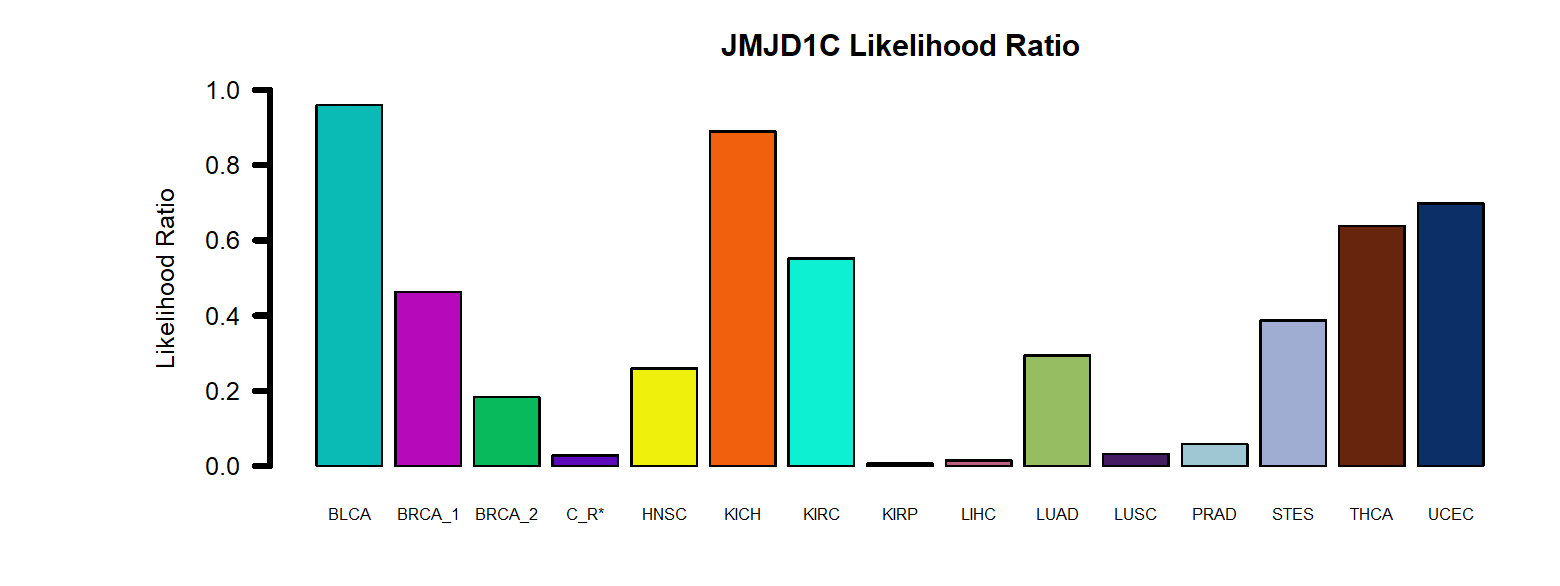 JMJD1C Likelihood Ratio
Likelihood Ratio
1.0
0.8
0.6
0.4
0.2
0.0
BLCA BRCA_1 BRCA_2 C_R* HNSC KICH KIRC KIRP LIHC LUAD LUSC PRAD STES THCA UCEC